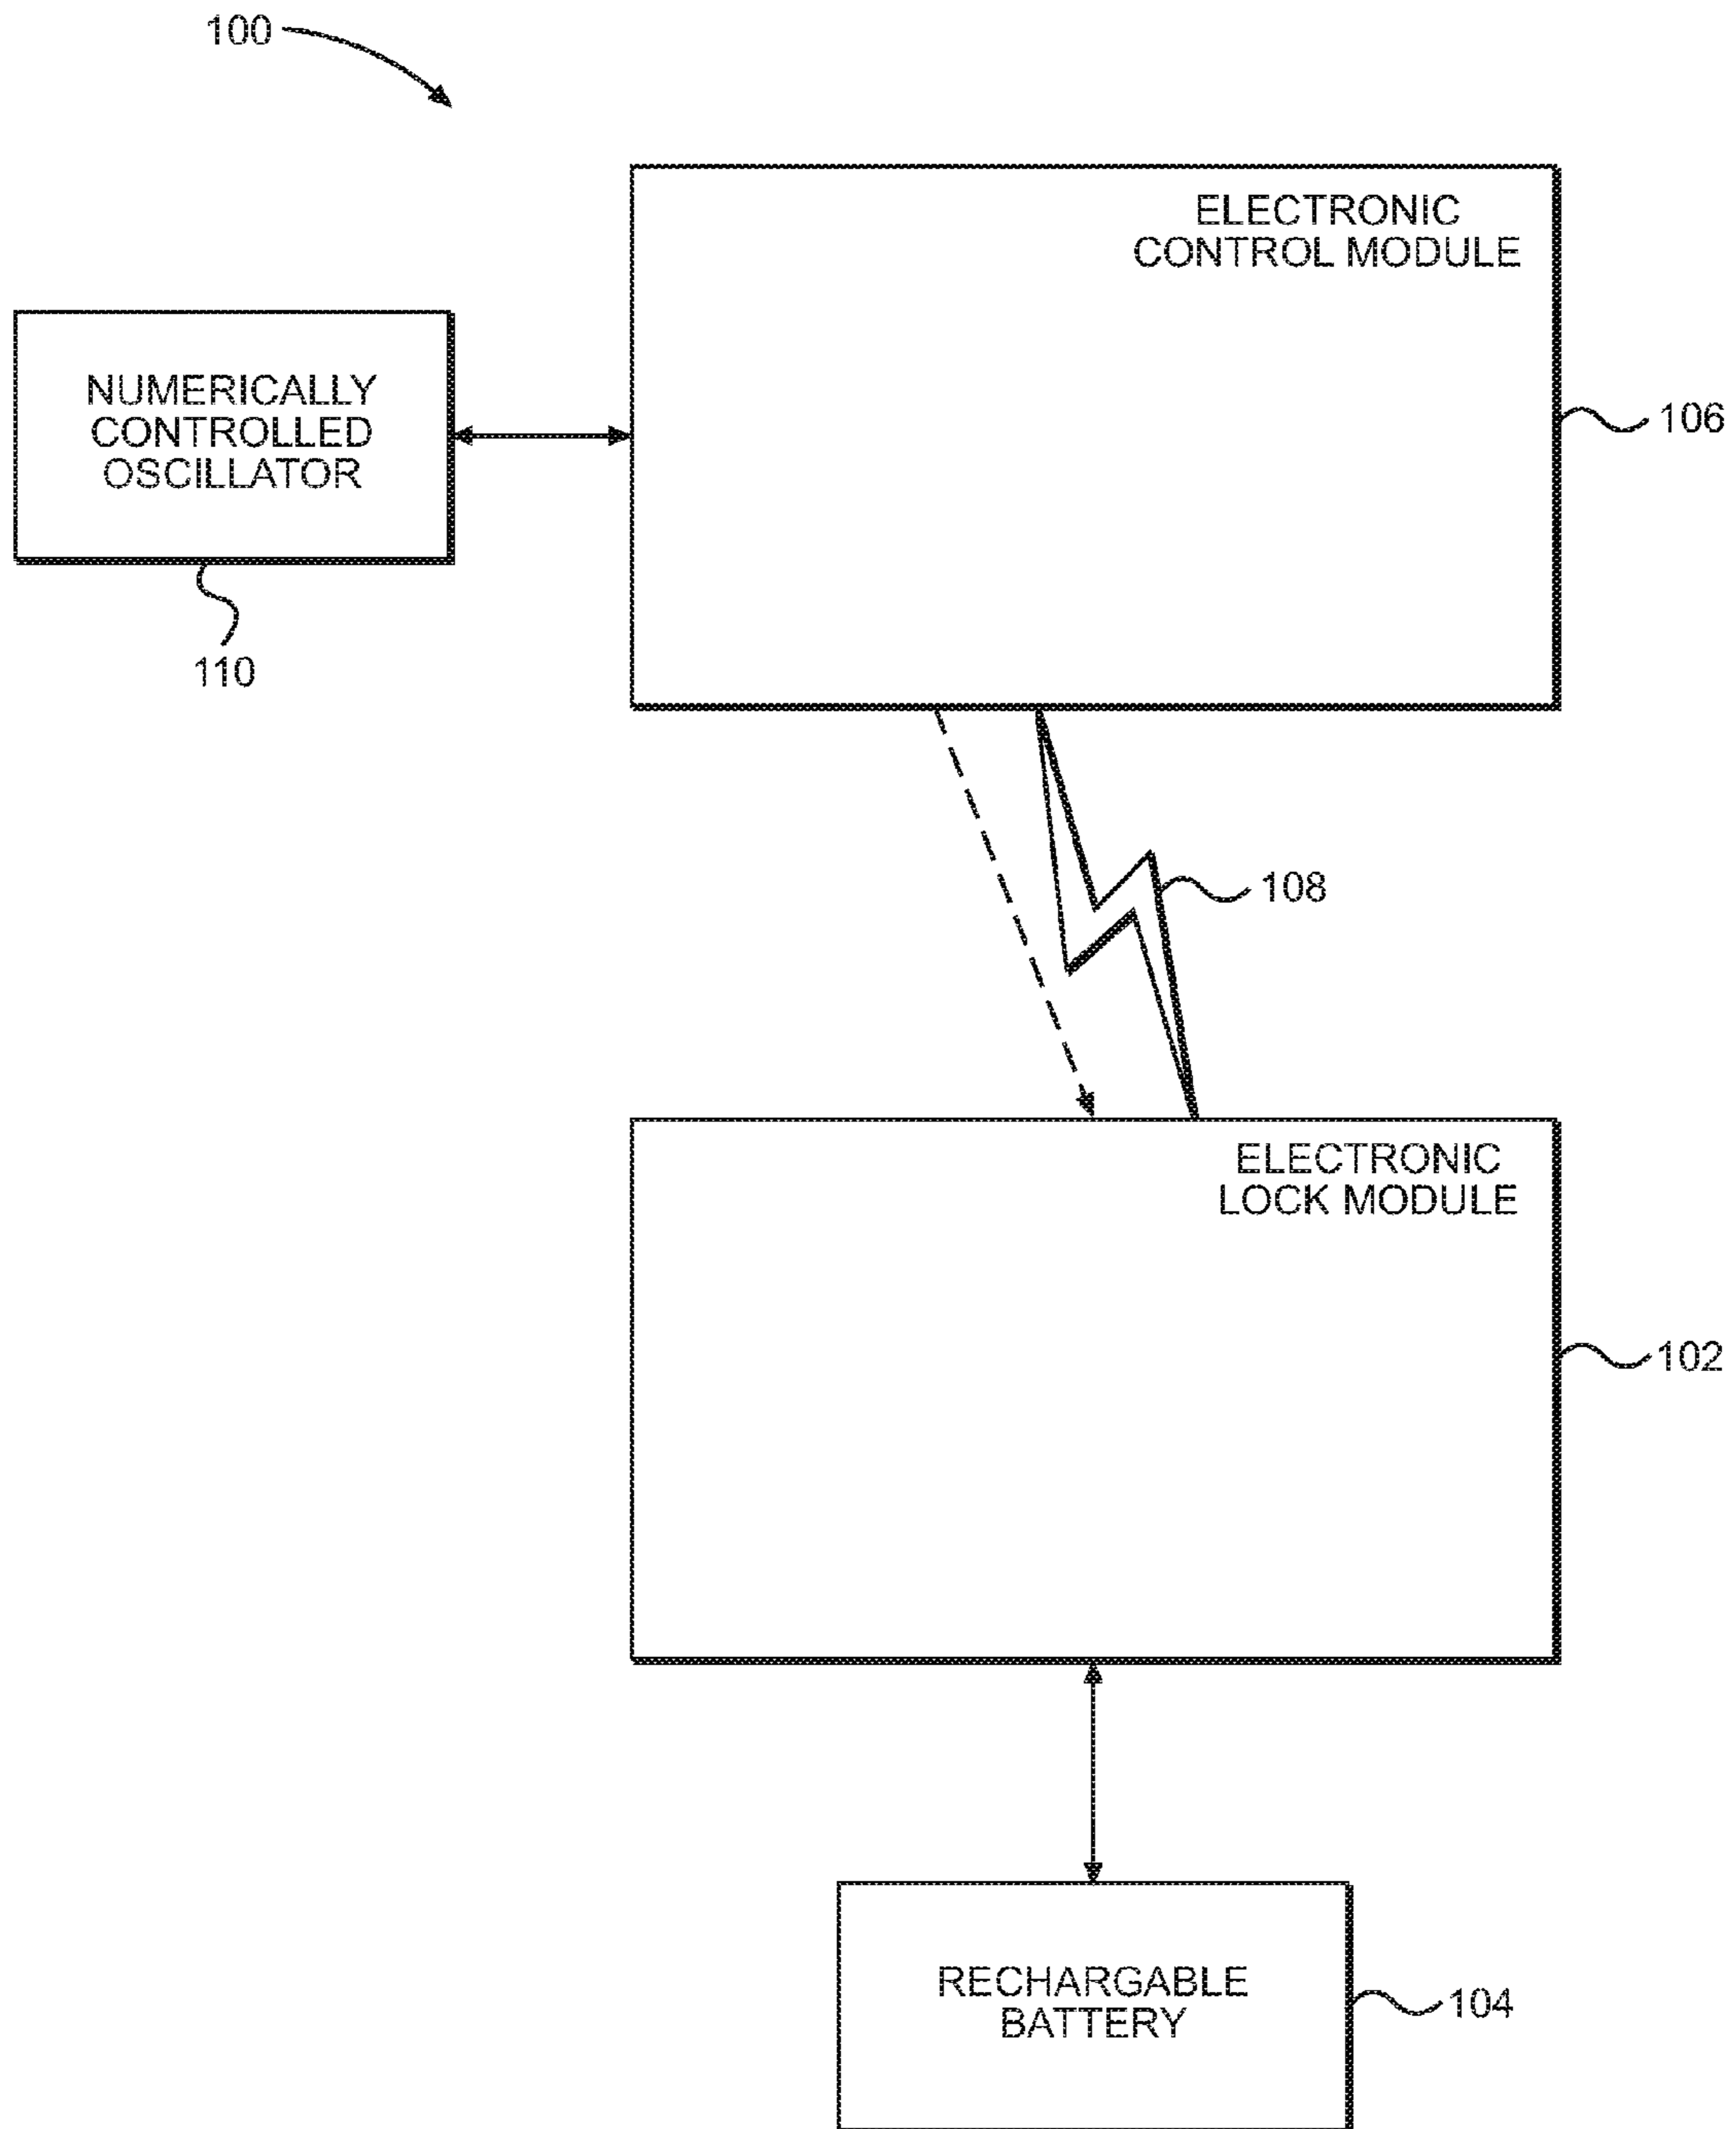 100
ELECTRONIC
CONTROL MODULE
NUMERICALLY
CONTROLLED
OSCILLATOR
106
110
108
ELECTRONIC
LOCK MODULE
102
RECHARGABLE
BATTERY
104